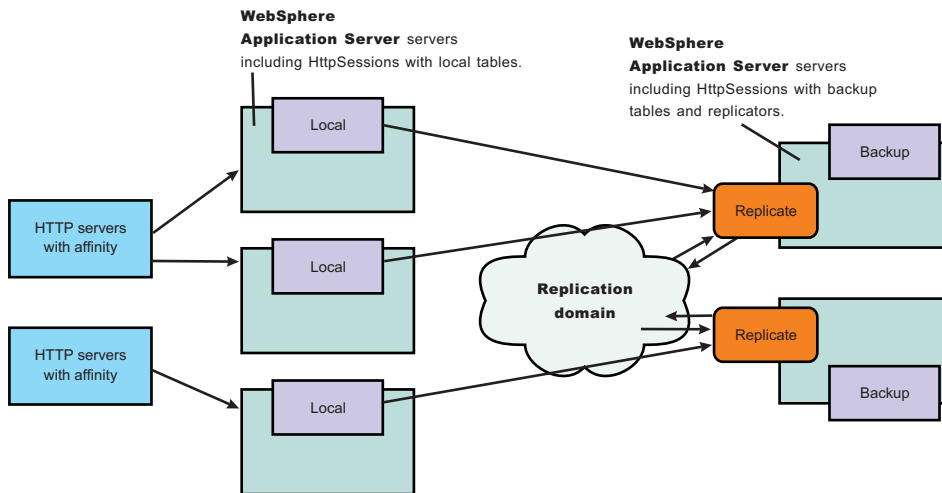 WebSphere
Application Server servers
including HttpSessions with local tables.
WebSphere
Application Server servers
including HttpSessions with backup
tables and replicators.
Local
Backup
HTTP servers
with affinity
Replicate
Local
Replication
domain
HTTP servers
with affinity
Replicate
Local
Backup